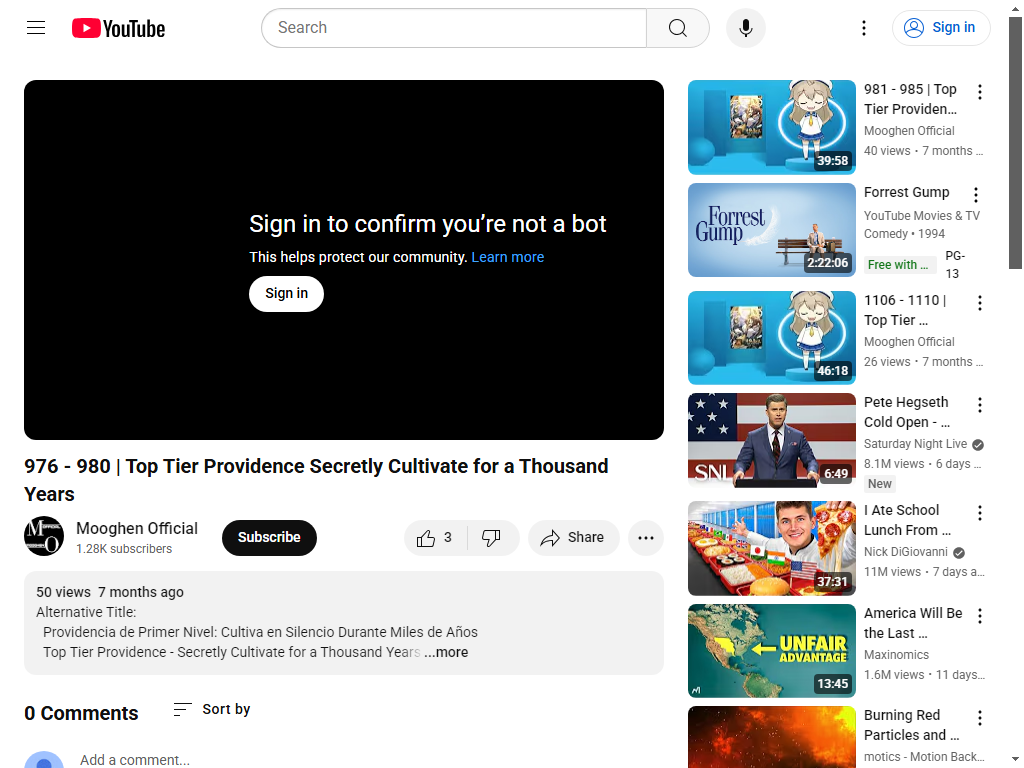 YouTube
Search
Sign in
Sign in to confirm you’re not a bot
This helps protect our community. Learn more
Sign in
976 - 980 | Top Tier Providence Secretly Cultivate for a Thousand
Years
Mooghen Official
1.28K subscribers
Subscribe
3
Share
50 views 7 months ago
Alternative Title:
Providencia de Primer Nivel: Cultiva en Silencio Durante Miles de Años
Top Tier Providence - Secretly Cultivate for a Thousand Years ...more
0 Comments
Sort by
Add a comment...
39:58
981 - 985 | Top
Tier Providen...
Mooghen Official
40 views • 7 months ...
Forrest
Gump
2:22:06
Forrest Gump
YouTube Movies & TV
Comedy • 1994
Free with ...
PG-
13
46:18
1106 - 1110 |
Top Tier ...
Mooghen Official
26 views • 7 months ...
SNL
6:49
Pete Hegseth
Cold Open - ...
Saturday Night Live
8.1M views • 6 days ...
New
37:31
I Ate School
Lunch From ...
Nick DiGiovanni
11M views • 7 days a...
UNFAIR
ADVANTAGE
13:45
America Will Be
the Last ...
Maxinomics
1.6M views • 11 days...
Burning Red
Particles and ...
motics - Motion Back...